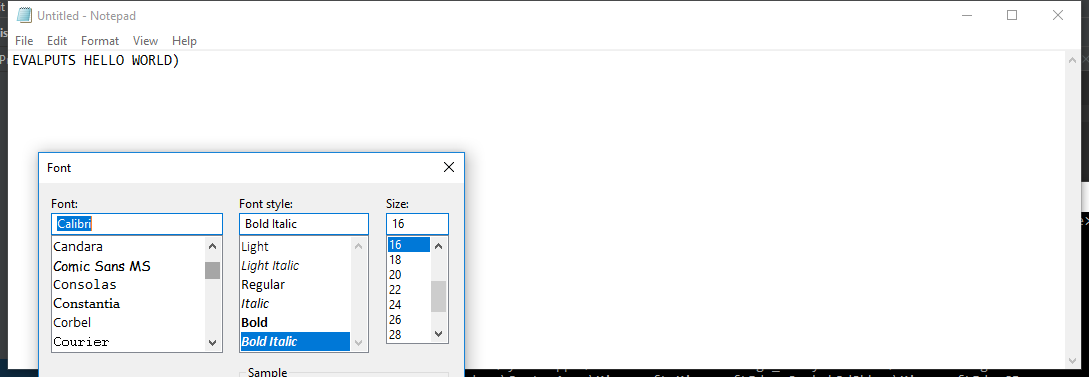 Untitled - Notepad
File Edit Format View Help
EVALPUTS HELLO WORLD)
Font
Font: Font style: Size:
Calibri Bold Italic 16
Candara Light 16
Comic Sans MS Light Italic 18
Consolas Regular 20
Constantia Italic 22
Corbel Bold 24
Courier Bold Italic 26
28
Sample